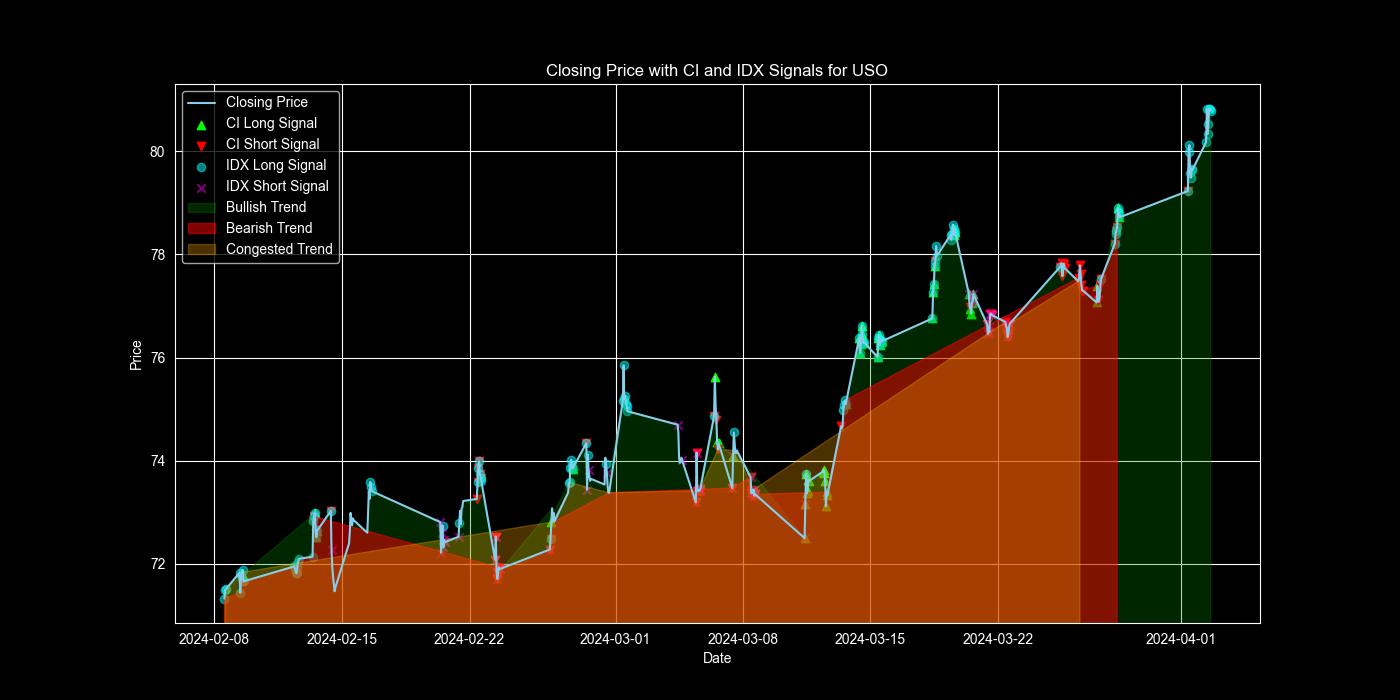 Closing Price with CI and IDX Signals for USO
Closing Price
CI Long Signal
CI Short Signal
IDX Long Signal
IDX Short Signal
Bullish Trend
Bearish Trend
Congested Trend
Price
80
78
76
74
72
2024-02-08 2024-02-15 2024-02-22 2024-03-01 2024-03-08 2024-03-15 2024-03-22 2024-04-01
Date